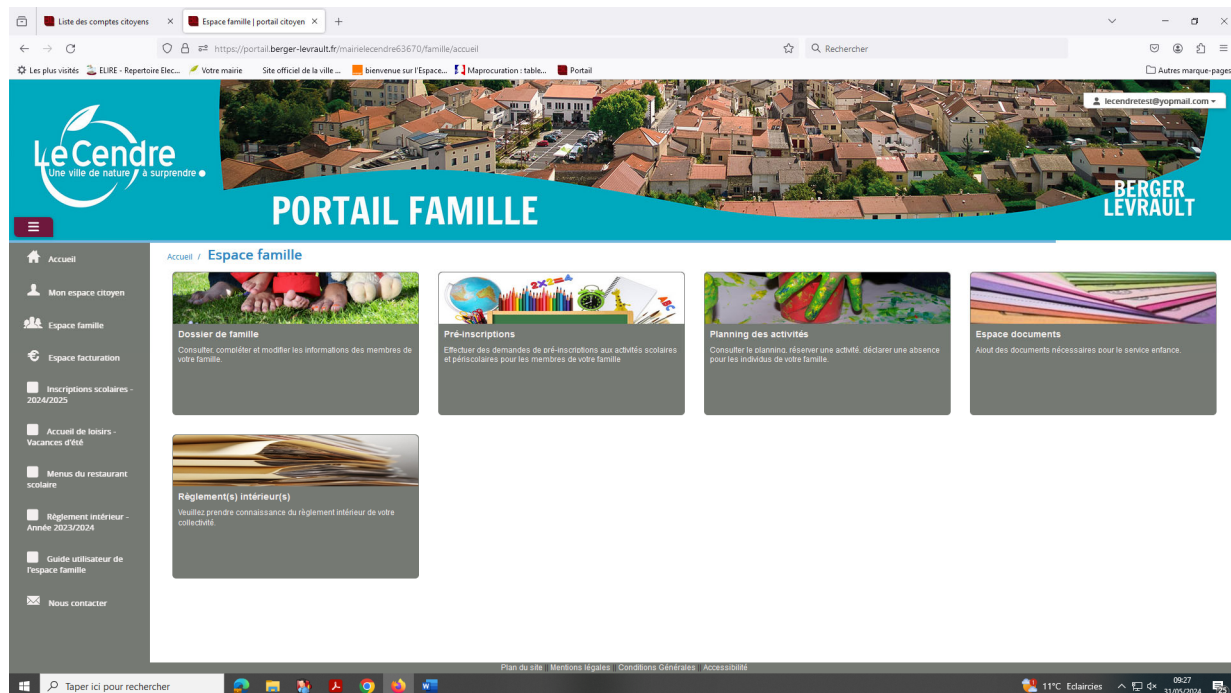 Liste des comptes citoyens
Espace famille | portail citoyen
https://portail.berger-levrault.fr/mairielecendre63670/famille/accueil
Rechercher
Les plus visités
ELIRE - Repertoire Elec...
Votre mairie
Site officiel de la ville ...
bienvenue sur l'Espace...
Maprocuration : table...
Portail
Autres marque-pages
lecendretest@yopmail.com
Le Cendre
Une ville de nature à surprendre
PORTAIL FAMILLE
BERGER
LEVRAULT
Accueil
Mon espace citoyen
Espace famille
Espace facturation
Inscriptions scolaires -
2024/2025
Accueil de loisirs -
Vacances d'été
Menus du restaurant
scolaire
Règlement intérieur -
Année 2023/2024
Guide utilisateur de
l'espace famille
Nous contacter
Accueil / Espace famille
Dossier de famille
Consulter, compléter et modifier les informations des membres de
votre famille.
2x2=4
ABC
Pré-inscriptions
Effectuer des demandes de pré-inscriptions aux activités scolaires
et périscolaires pour les membres de votre famille
Planning des activités
Consulter le planning, réserver une activité, déclarer une absence
pour les individus de votre famille.
Espace documents
Ajout des documents nécessaires pour le service enfance.
Règlement(s) intérieur(s)
Veuillez prendre connaissance du règlement intérieur de votre
collectivité.
Plan du site | Mentions légales | Conditions Générales | Accessibilité
Taper ici pour rechercher
11°C Eclaircies
09:27
31/05/2024